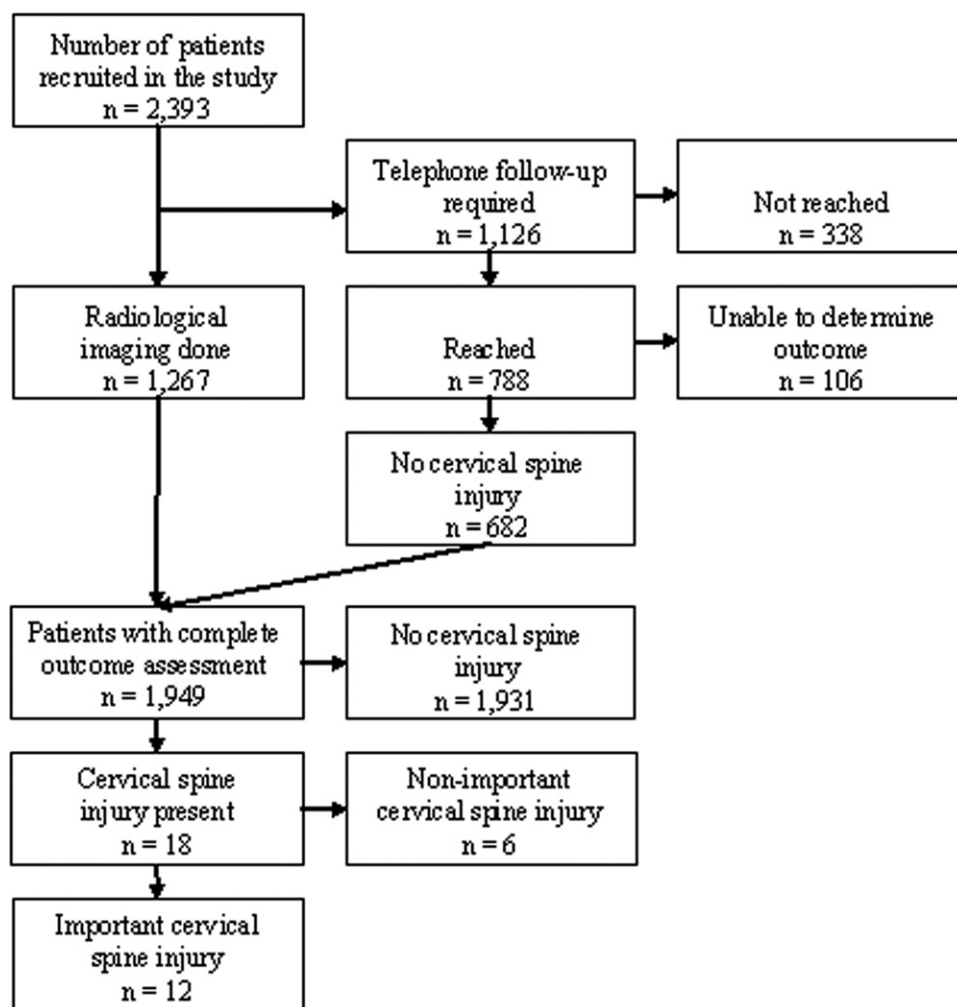 Number of patients
recruited in the study
n = 2,393
Telephone follow-up
required
n = 1,126
Not reached
n = 338
Radiological
imaging done
n = 1,267
Reached
n = 788
Unable to determine
outcome
n = 106
No cervical spine
injury
n = 682
Patients with complete
outcome assessment
n = 1,949
No cervical spine
injury
n = 1,931
Cervical spine
injury present
n = 18
Non-important
cervical spine injury
n = 6
Important cervical
spine injury
n = 12